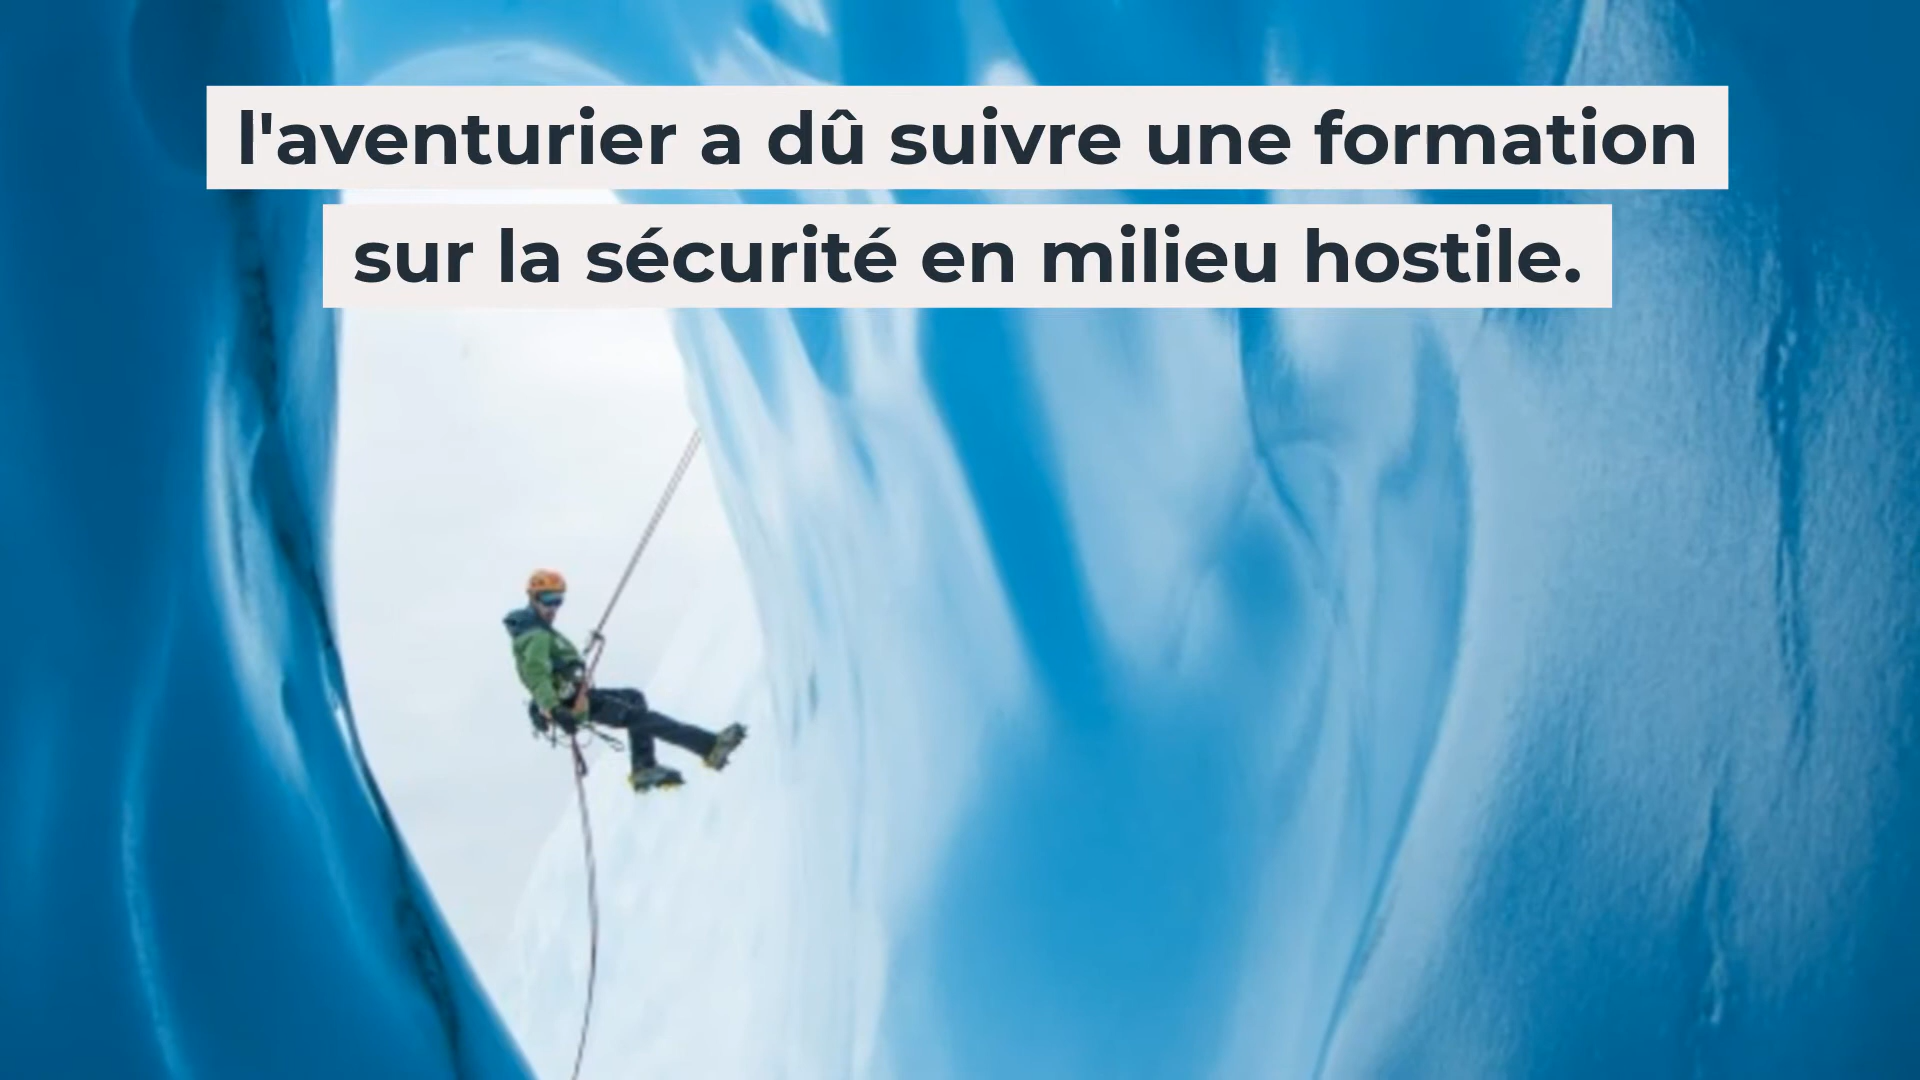 l'aventurier a dû suivre une formation
sur la sécurité en milieu hostile.